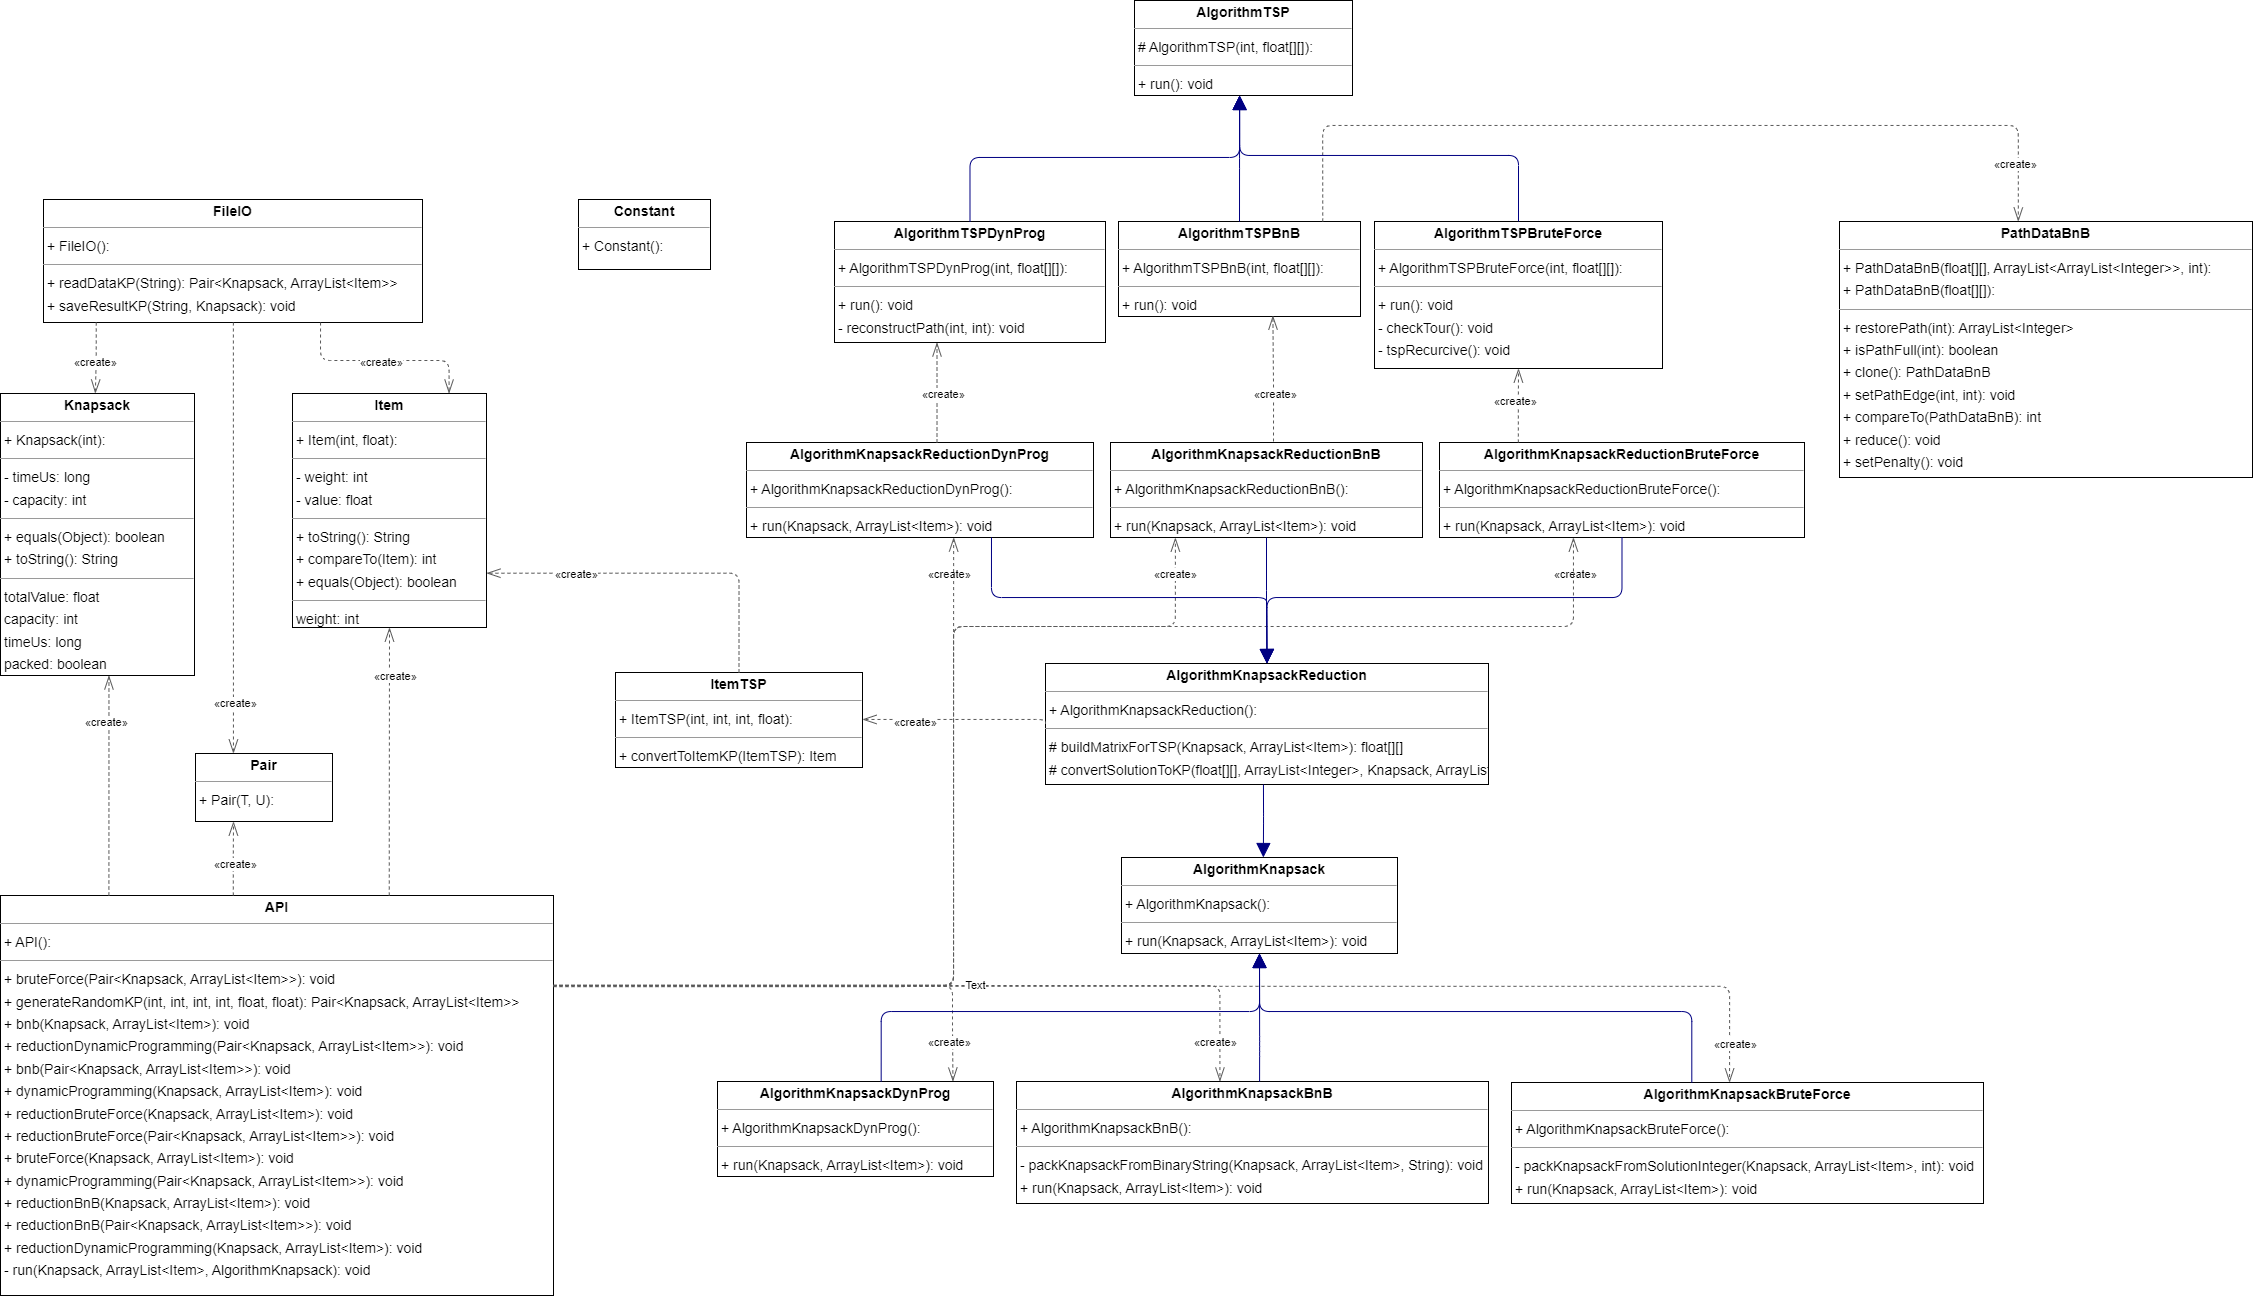 AlgorithmTSP
# AlgorithmTSP(int, float[][]):
+ run(): void
«create»
FileIO
+ FileIO():
+ readDataKP(String): Pair<Knapsack, ArrayList<Item>>
+ saveResultKP(String, Knapsack): void
Constant
+ Constant():
AlgorithmTSPDynProg
+ AlgorithmTSPDynProg(int, float[][]):
+ run(): void
- reconstructPath(int, int): void
AlgorithmTSPBnB
+ AlgorithmTSPBnB(int, float[][]):
+ run(): void
AlgorithmTSPBruteForce
+ AlgorithmTSPBruteForce(int, float[][]):
+ run(): void
- checkTour(): void
- tspRecurcive(): void
PathDataBnB
+ PathDataBnB(float[][], ArrayList<ArrayList<Integer>>, int):
+ PathDataBnB(float[][]):
+ restorePath(int): ArrayList<Integer>
+ isPathFull(int): boolean
+ clone(): PathDataBnB
+ setPathEdge(int, int): void
+ compareTo(PathDataBnB): int
+ reduce(): void
+ setPenalty(): void
«create»
«create»
«create»
«create»
«create»
Knapsack
+ Knapsack(int):
- timeUs: long
- capacity: int
+ equals(Object): boolean
+ toString(): String
totalValue: float
capacity: int
timeUs: long
packed: boolean
Item
+ Item(int, float):
- weight: int
- value: float
+ toString(): String
+ compareTo(Item): int
+ equals(Object): boolean
weight: int
AlgorithmKnapsackReductionDynProg
+ AlgorithmKnapsackReductionDynProg():
+ run(Knapsack, ArrayList<Item>): void
AlgorithmKnapsackReductionBnB
+ AlgorithmKnapsackReductionBnB():
+ run(Knapsack, ArrayList<Item>): void
AlgorithmKnapsackReductionBruteForce
+ AlgorithmKnapsackReductionBruteForce():
+ run(Knapsack, ArrayList<Item>): void
«create»
«create»
«create»
«create»
«create»
«create»
«create»
ItemTSP
+ ItemTSP(int, int, int, float):
+ convertToItemKP(ItemTSP): Item
«create»
AlgorithmKnapsackReduction
+ AlgorithmKnapsackReduction():
# buildMatrixForTSP(Knapsack, ArrayList<Item>): float[][]
# convertSolutionToKP(float[][], ArrayList<Integer>, Knapsack, ArrayLis
Pair
+ Pair(T, U):
«create»
AlgorithmKnapsack
+ AlgorithmKnapsack():
+ run(Knapsack, ArrayList<Item>): void
API
+ API():
+ bruteForce(Pair<Knapsack, ArrayList<Item>>): void
+ generateRandomKP(int, int, int, int, float, float): Pair<Knapsack, ArrayList<Item>>
+ bnb(Knapsack, ArrayList<Item>): void
+ reductionDynamicProgramming(Pair<Knapsack, ArrayList<Item>>): void
+ bnb(Pair<Knapsack, ArrayList<Item>>): void
+ dynamicProgramming(Knapsack, ArrayList<Item>): void
+ reductionBruteForce(Knapsack, ArrayList<Item>): void
+ reductionBruteForce(Pair<Knapsack, ArrayList<Item>>): void
+ bruteForce(Knapsack, ArrayList<Item>): void
+ dynamicProgramming(Pair<Knapsack, ArrayList<Item>>): void
+ reductionBnB(Knapsack, ArrayList<Item>): void
+ reductionBnB(Pair<Knapsack, ArrayList<Item>>): void
+ reductionDynamicProgramming(Knapsack, ArrayList<Item>): void
- run(Knapsack, ArrayList<Item>, AlgorithmKnapsack): void
Text
«create»
«create»
«create»
AlgorithmKnapsackDynProg
+ AlgorithmKnapsackDynProg():
+ run(Knapsack, ArrayList<Item>): void
AlgorithmKnapsackBnB
+ AlgorithmKnapsackBnB():
- packKnapsackFromBinaryString(Knapsack, ArrayList<Item>, String): void
+ run(Knapsack, ArrayList<Item>): void
AlgorithmKnapsackBruteForce
+ AlgorithmKnapsackBruteForce():
- packKnapsackFromSolutionInteger(Knapsack, ArrayList<Item>, int): void
+ run(Knapsack, ArrayList<Item>): void